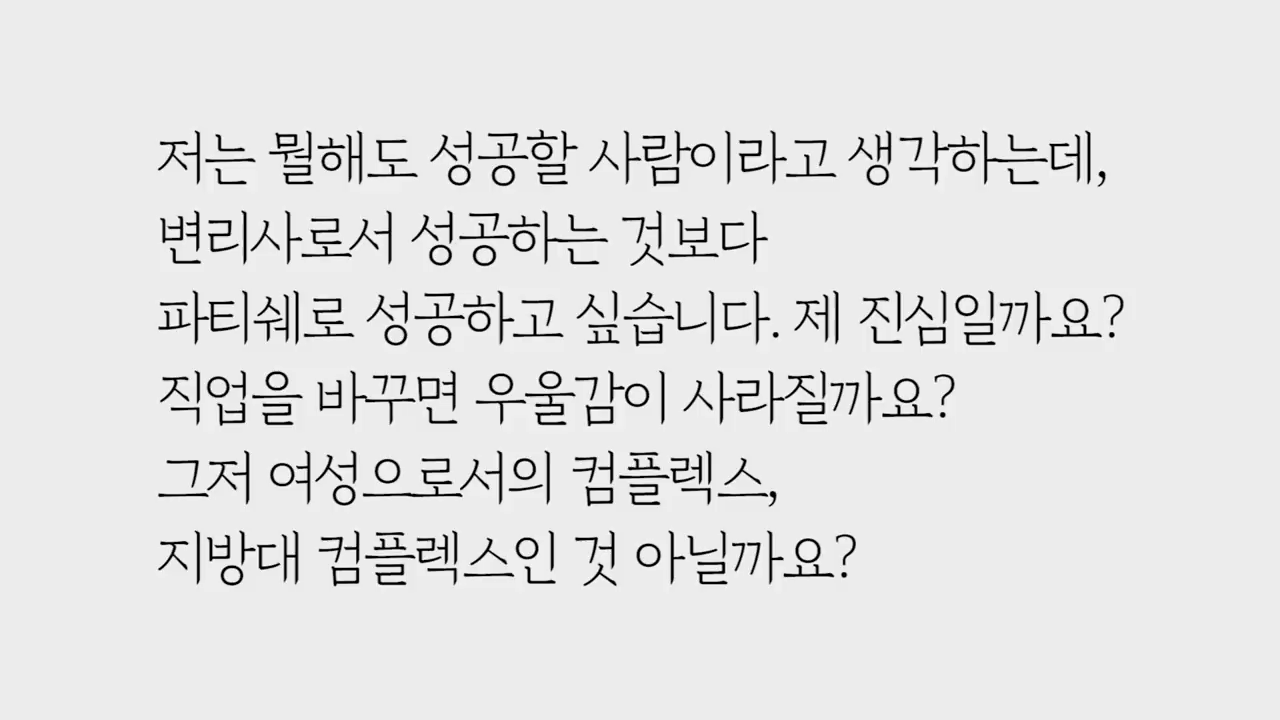 저는 뭘해도 성공할 사람이라고 생각하는데,
변리사로서 성공하는 것보다
파티쉐로 성공하고 싶습니다. 제 진심일까요?
직업을 바꾸면 우울감이 사라질까요?
그저 여성으로서의 컴플렉스,
지방대 컴플렉스인 것 아닐까요?